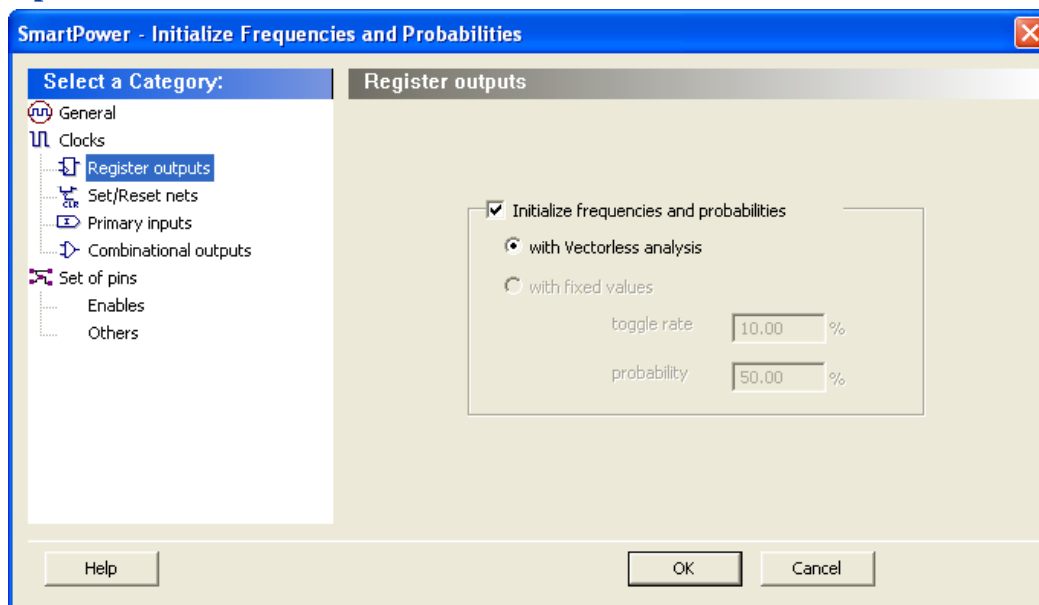 SmartPower - Initialize Frequencies and Probabilities
Select a Category:
Register outputs
General
Clocks
Register outputs
CLR
Set/Reset nets
Primary inputs
Combinational outputs
Set of pins
Enables
Others
Initialize frequencies and probabilities
with Vectorless analysis
with fixed values
toggle rate 10.00 %
probability 50.00 %
Help
OK
Cancel